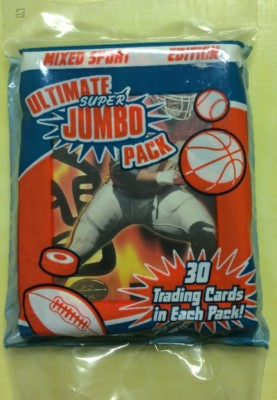 MIXED SPORT EDITION
ULTIMATE
SUPER
JUMBO
PACK
30
Trading Cards
in Each Pack!